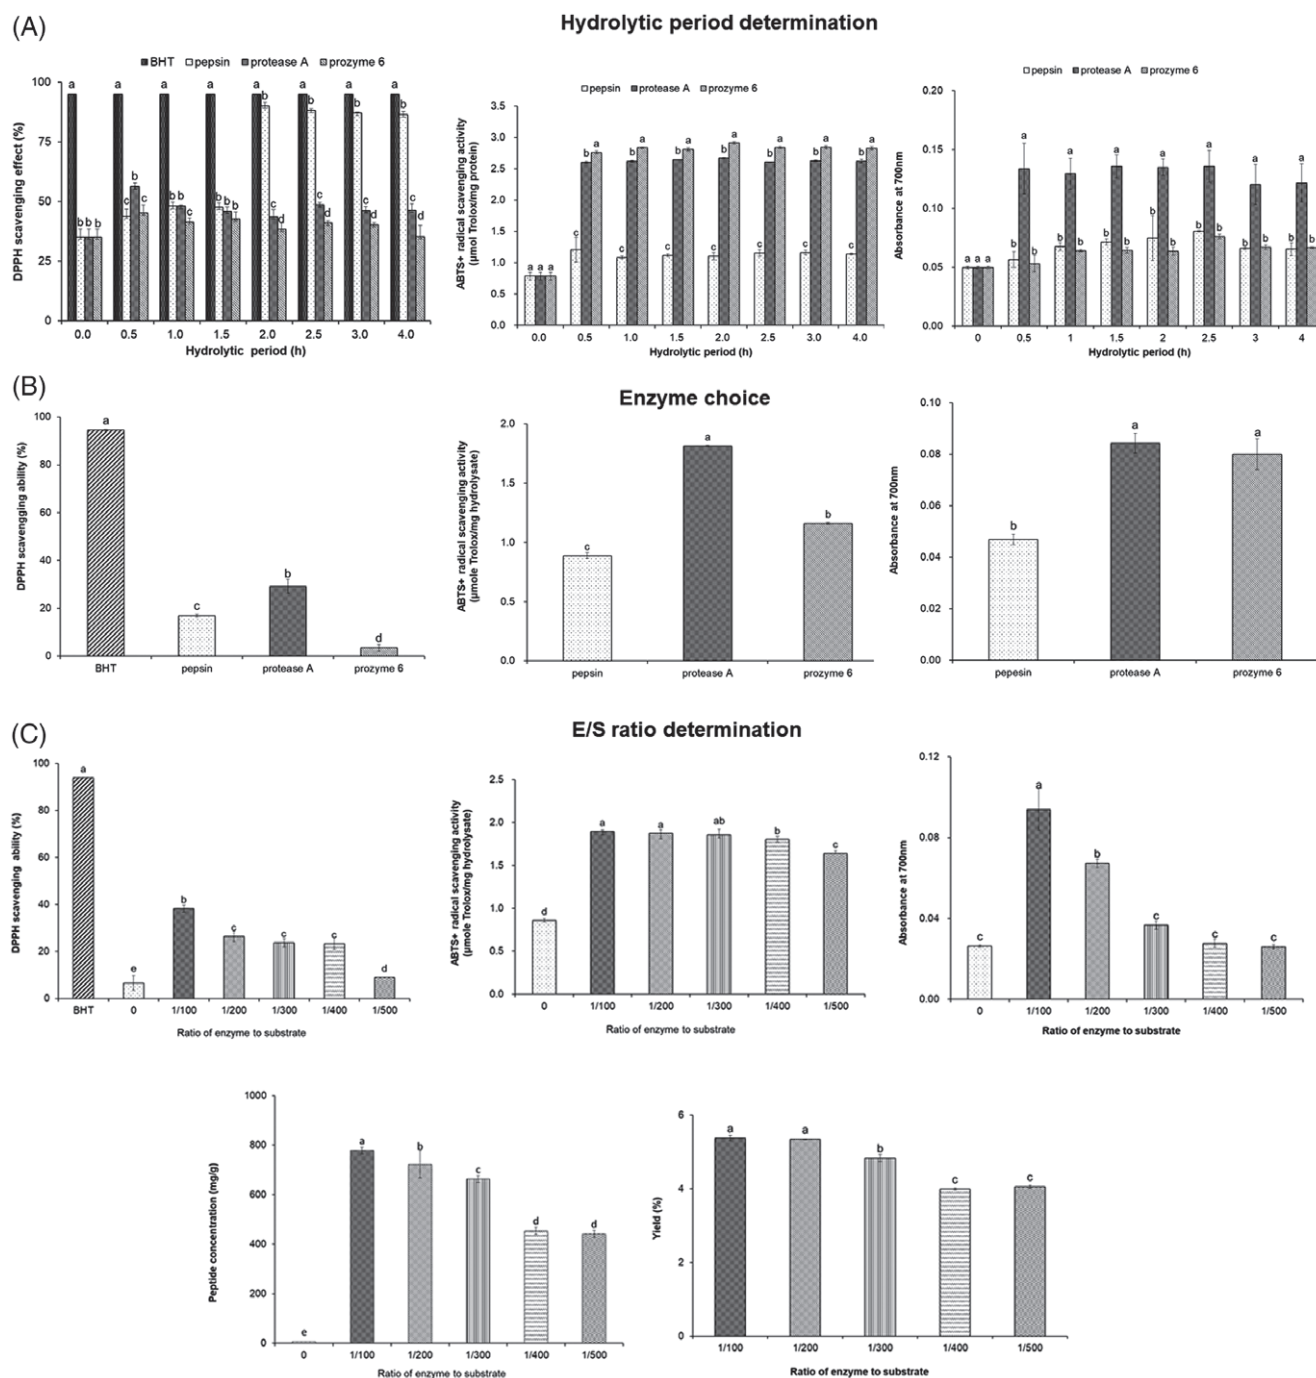 (A)
Hydrolytic period determination
BHT pepsin protease A prozyme 6
DPPH scavenging effect (%)
100
75
50
25
0
a b b b a c b c a b b c a b b c a b c d a b c d a b c d a b c d
0.0 0.5 1.0 1.5 2.0 2.5 3.0 4.0
Hydrolytic period (h)
pepsin protease A prozyme 6
ABTS+ radical scavenging activity
(µmol Trolox/mg protein)
3.5
3.0
2.5
2.0
1.5
1.0
0.5
0.0
a a a c b a c b a c b a c b a c b a c b a c b a
0.0 0.5 1.0 1.5 2.0 2.5 3.0 4.0
Hydrolytic period (h)
pepsin protease A prozyme 6
Absorbance at 700nm
0.20
0.15
0.10
0.05
0.00
a a a b a b b a b b a b b a b b a b b a b b a b
0 0.5 1 1.5 2 2.5 3 4
Hydrolytic period (h)
(B)
Enzyme choice
DPPH scavengging ability (%)
100
80
60
40
20
0
a c b d
BHT pepsin protease A prozyme 6
ABTS+ radical scavenging activity
(µmole Trolox/mg hydrolysate)
2.0
1.5
1.0
0.5
0.0
c a b
pepsin protease A prozyme 6
Absorbance at 700nm
0.10
0.08
0.06
0.04
0.02
0.00
b a a
pepesin protease A prozyme 6
(C)
E/S ratio determination
DPPH scavenging ability (%)
100
80
60
40
20
0
a e b c c c d
BHT 0 1/100 1/200 1/300 1/400 1/500
Ratio of enzyme to substrate
ABTS+ radical scavenging activity
(µmole Trolox/mg hydrolysate)
2.5
2.0
1.5
1.0
0.5
0.0
d a a ab b c
0 1/100 1/200 1/300 1/400 1/500
Ratio of enzyme to substrate
Absorbance at 700nm
0.12
0.08
0.04
0.00
c a b c c c
0 1/100 1/200 1/300 1/400 1/500
Ratio of enzyme to substrate
Peptide concentration (mg/g)
1000
800
600
400
200
0
e a b c d d
0 1/100 1/200 1/300 1/400 1/500
Ratio of enzyme to substrate
Yield (%)
6
4
2
0
a a b c c
1/100 1/200 1/300 1/400 1/500
Ratio of enzyme to substrate